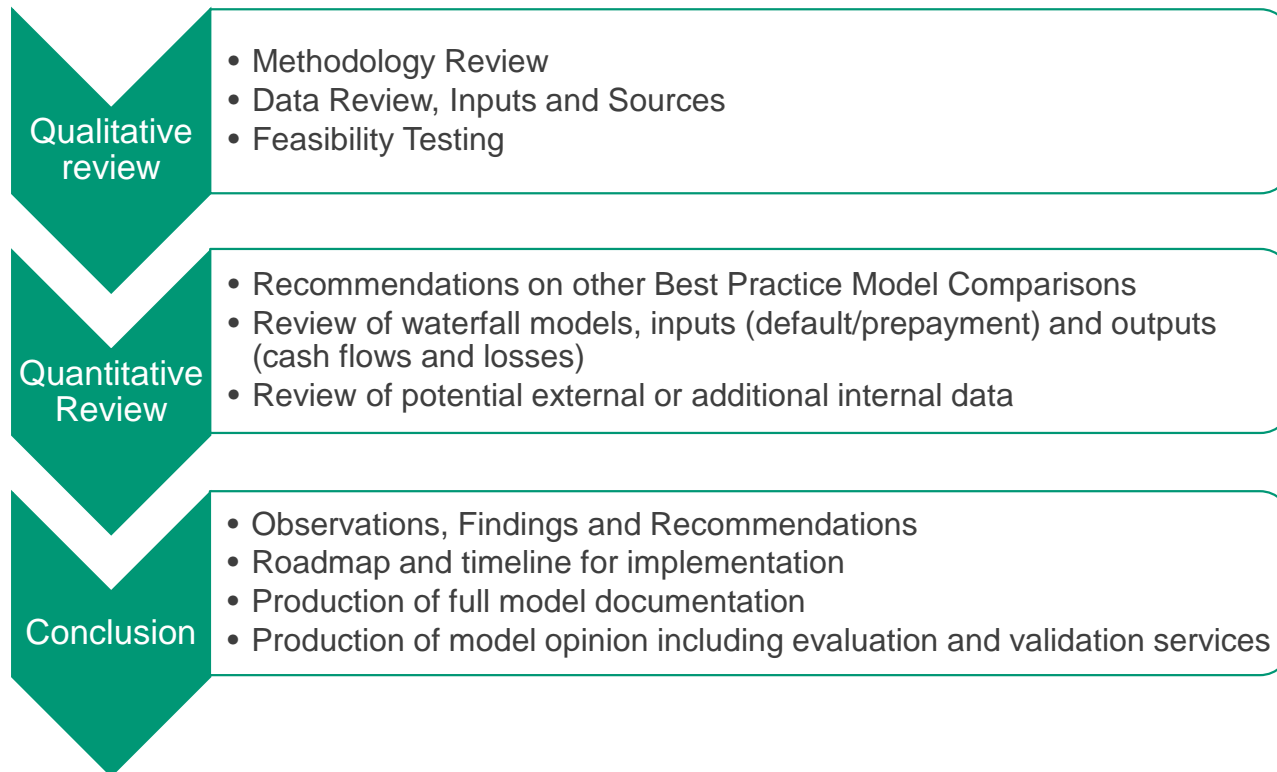 Qualitative
review
• Methodology Review
• Data Review, Inputs and Sources
• Feasibility Testing
Quantitative
Review
• Recommendations on other Best Practice Model Comparisons
• Review of waterfall models, inputs (default/prepayment) and outputs
(cash flows and losses)
• Review of potential external or additional internal data
Conclusion
• Observations, Findings and Recommendations
• Roadmap and timeline for implementation
• Production of full model documentation
• Production of model opinion including evaluation and validation services